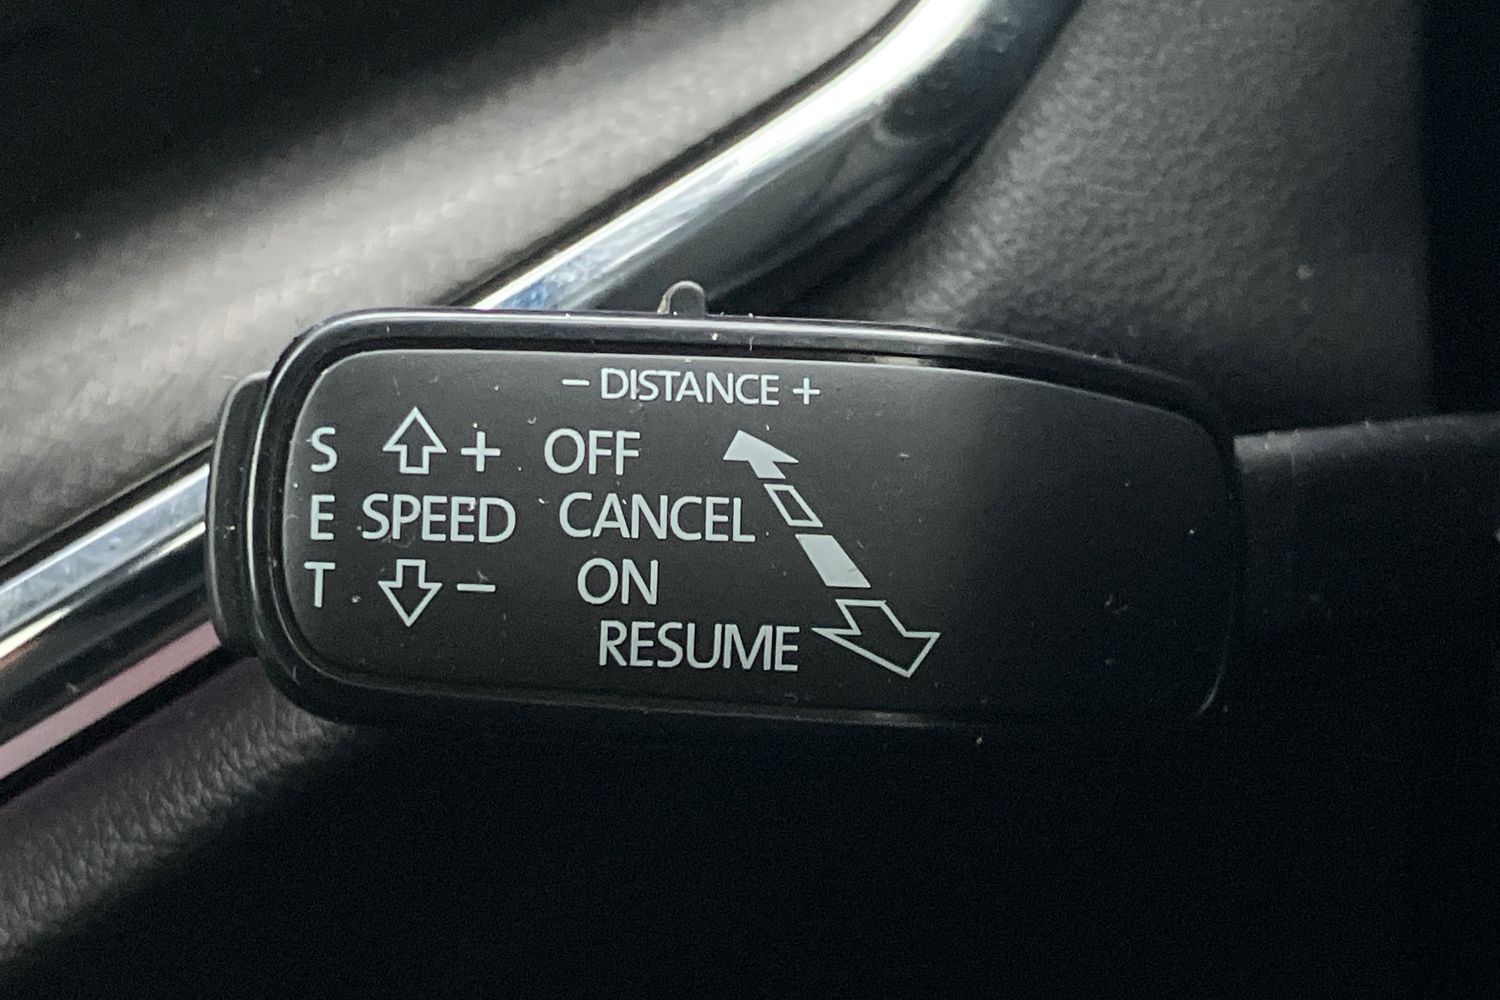 - DISTANCE +
S + OFF
E SPEED CANCEL
T - ON
RESUME